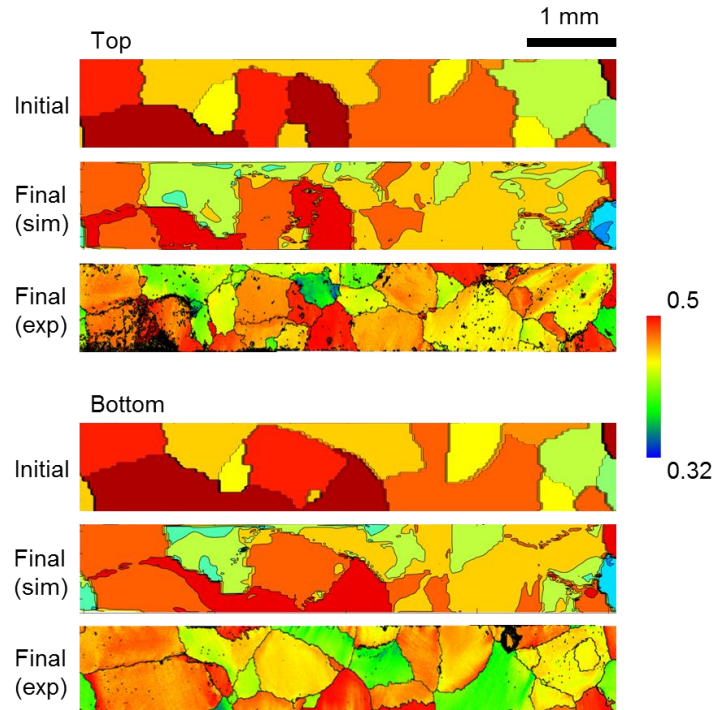 1 mm
Top
Initial
Final
(sim)
Final
(exp)
0.5
0.32
Bottom
Initial
Final
(sim)
Final
(exp)